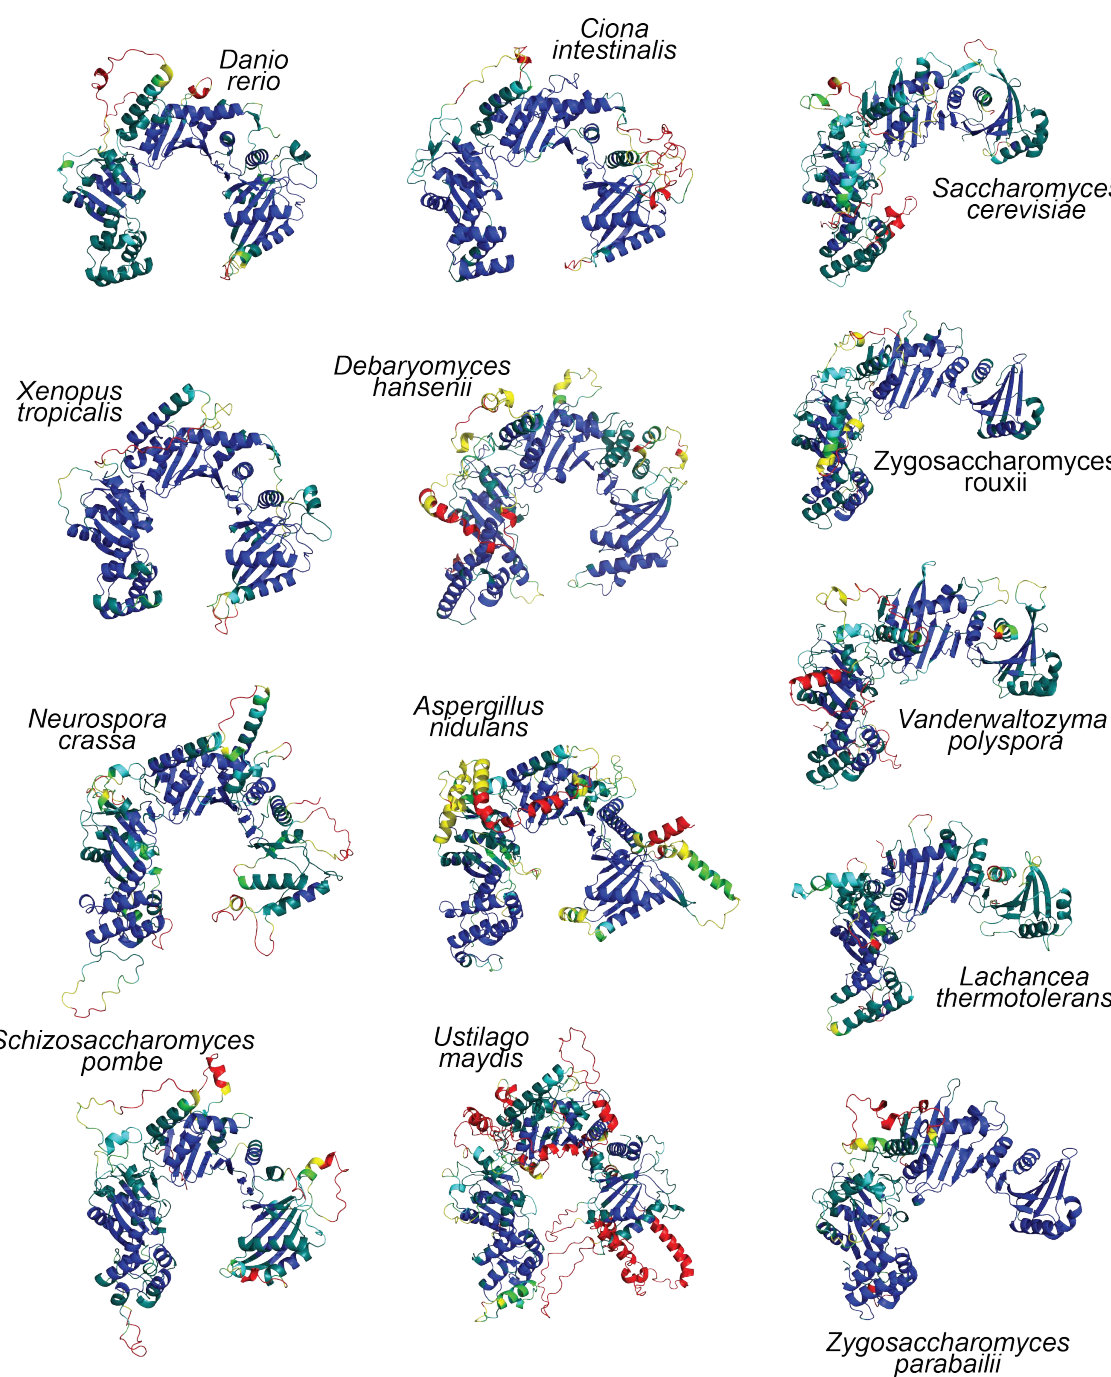 Danio
rerio
Ciona
intestinalis
Saccharomyces
cerevisiae
Xenopus
tropicalis
Debaryomyces
hansenii
Zygosaccharomyces
rouxii
Neurospora
crassa
Aspergillus
nidulans
Vanderwaltozyma
polyspora
Lachancea
thermotolerans
Schizosaccharomyces
pombe
Ustilago
maydis
Zygosaccharomyces
parabailii